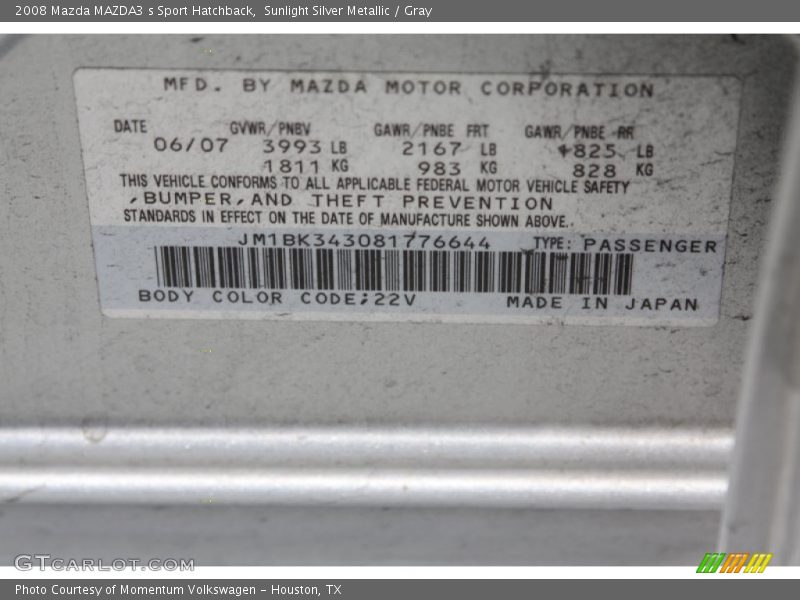 2008 Mazda MAZDA3 s Sport Hatchback,  Sunlight Silver Metallic / Gray
MFD. BY MAZDA MOTOR CORPORATION
DATE GVWR/PNBV GAWR/PNBE FRT GAWR/PNBE RR
06/07 3993 LB 2167 LB 1825 LB
1811 KG 983 KG 828 KG
THIS VEHICLE CONFORMS TO ALL APPLICABLE FEDERAL MOTOR VEHICLE SAFETY
,BUMPER,AND THEFT PREVENTION
STANDARDS IN EFFECT ON THE DATE OF MANUFACTURE SHOWN ABOVE.
JM1BK343081776644 TYPE: PASSENGER
BODY COLOR CODE:22V MADE IN JAPAN
GTCARLOT.COM
Photo Courtesy of Momentum Volkswagen - Houston, TX